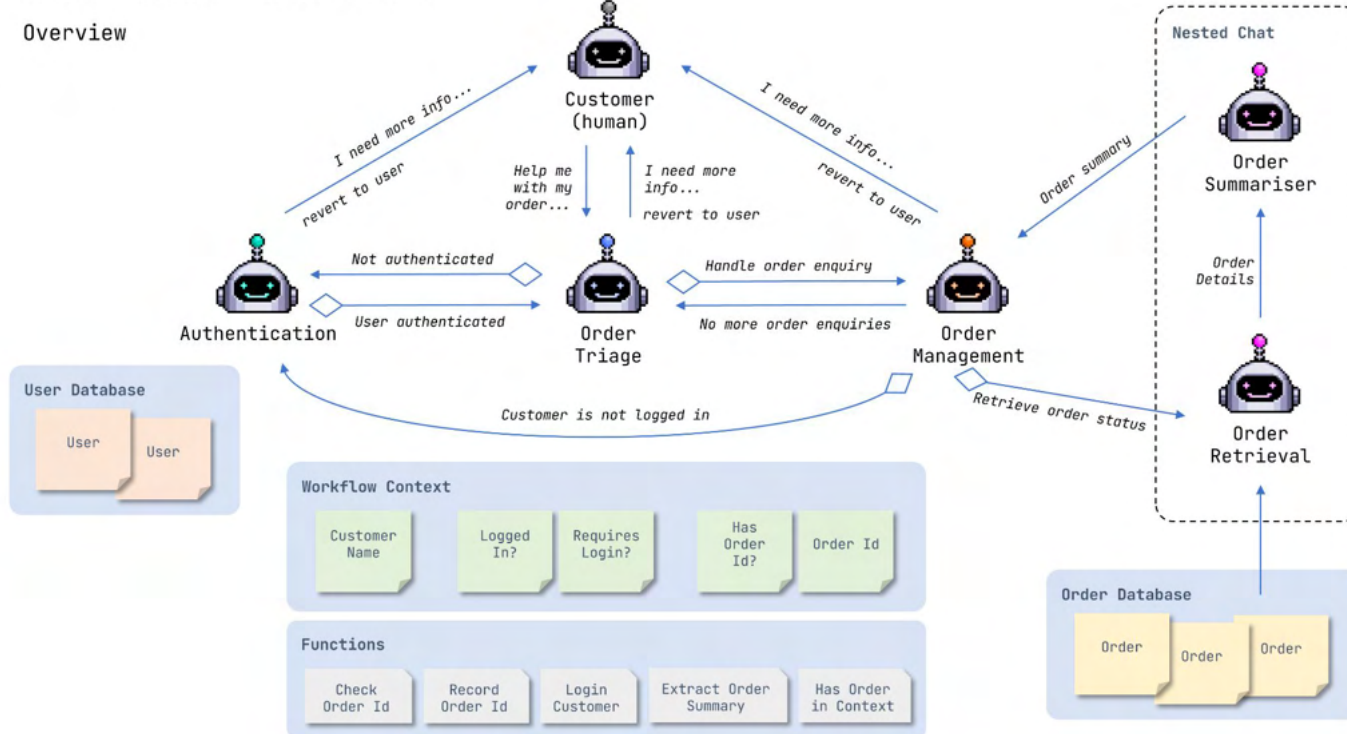 Overview
Nested Chat
Customer
(human)
I need more info...
revert to user
Help me
with my
order...
I need more
info...
revert to user
I need more info...
revert to user
Order summary
Order
Summariser
Order
Details
Not authenticated
User authenticated
Handle order enquiry
No more order enquiries
Authentication
Order
Triage
Order
Management
Customer is not logged in
Retrieve order status
Order
Retrieval
User Database
User
User
Workflow Context
Customer
Name
Logged
In?
Requires
Login?
Has
Order
Id?
Order Id
Order Database
Order
Order
Order
Functions
Check
Order Id
Record
Order Id
Login
Customer
Extract Order
Summary
Has Order
in Context